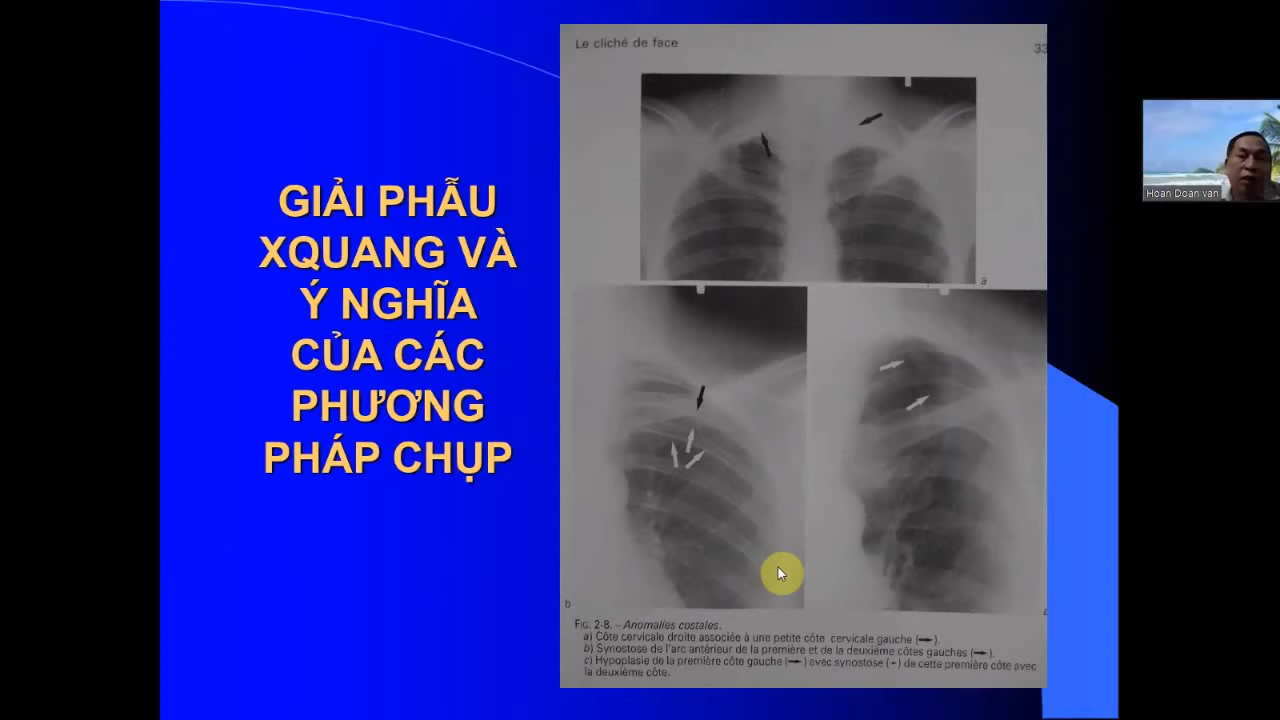 GIẢI PHẪU
XQUANG VÀ
Ý NGHĨA
CỦA CÁC
PHƯƠNG
PHÁP CHỤP
Le cliché de face
33
a
b
c
FIG. 2-8. – Anomalies costales.
a) Côte cervicale droite associée à une petite côte cervicale gauche (➞).
b) Synostose de l'arc antérieur de la première et de la deuxième côtes gauches (➞).
c) Hypoplasie de la première côte gauche (➞) avec synostose (-) de cette première côte avec
la deuxième côte.
Hoan Doan van